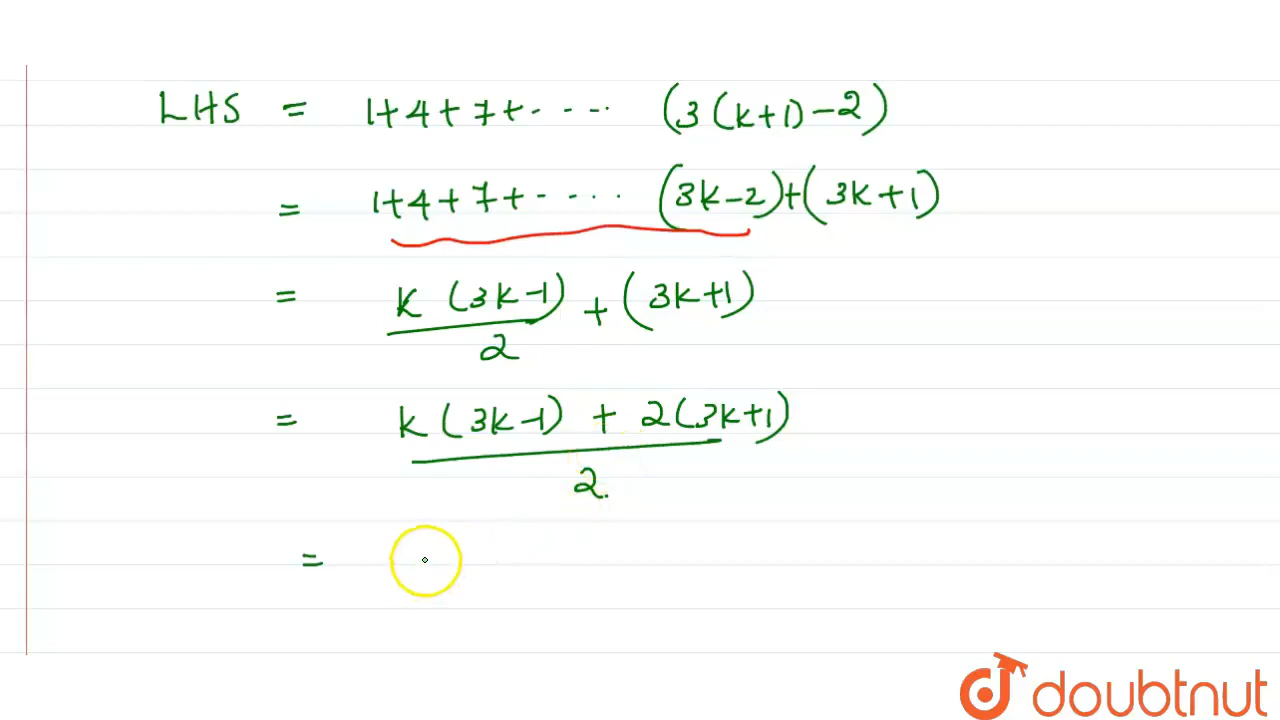 LHS = 1+4+7+..... (3(k+1)-2)
= 1+4+7+..... (3k-2)+(3k+1)
= k(3k-1)/2 + (3k+1)
= k(3k-1) + 2(3k+1)/2.
=
doubtnut